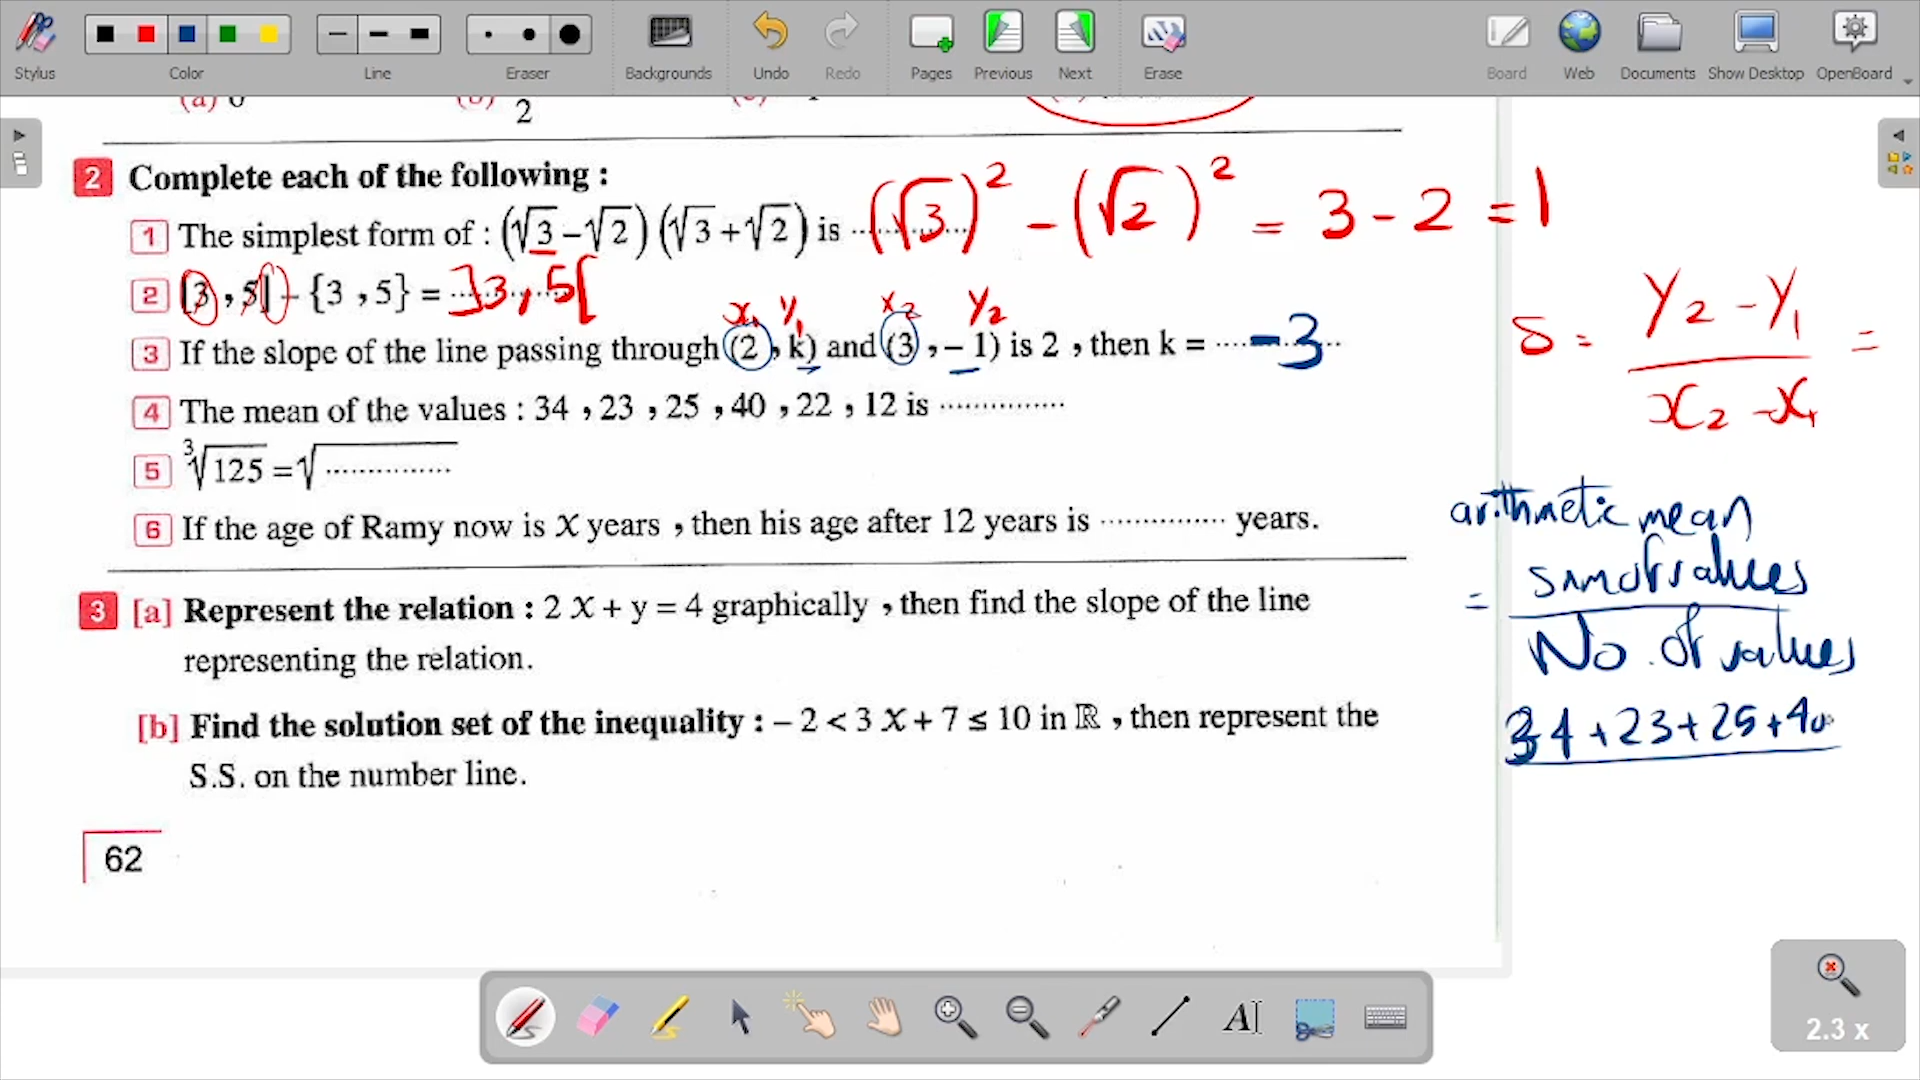 Stylus Color Line Eraser Backgrounds Undo Redo Pages Previous Next Erase Board Web Documents Show Desktop OpenBoard
2
2 Complete each of the following :
1 The simplest form of : (√3 – √2) (√3 + √2) is ............ (√3)² – (√2)² = 3 – 2 = 1
2 [3 , 5] – {3 , 5} = ............ ]3, 5[
x₁ y₁ x₂ y₂
3 If the slope of the line passing through (2 , k) and (3 , – 1) is 2 , then k = ............ -3
S = y₂ – y₁ / x₂ – x₁ =
4 The mean of the values : 34 , 23 , 25 , 40 , 22 , 12 is ...............
5 ³√125 = √...............
6 If the age of Ramy now is X years , then his age after 12 years is ............... years.
arithmetic mean
= sum of values
No. of values
34 + 23 + 25 + 40
3 [a] Represent the relation : 2 X + y = 4 graphically , then find the slope of the line
representing the relation.
[b] Find the solution set of the inequality : – 2 < 3 X + 7 ≤ 10 in ℝ , then represent the
S.S. on the number line.
62
2.3 x